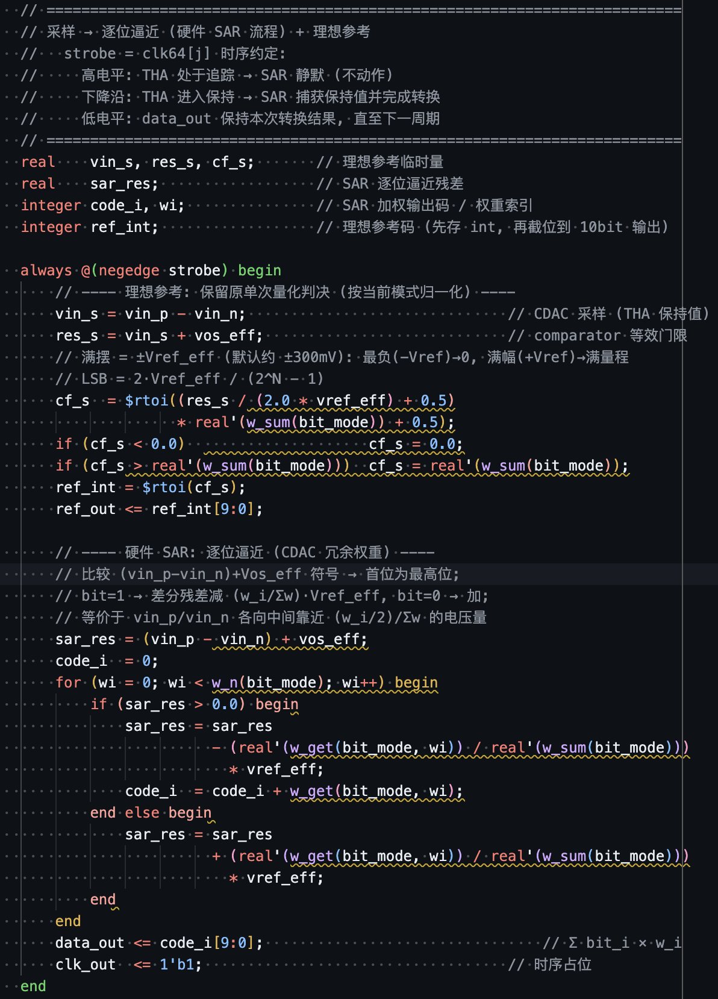 // =========================================================================
// 采样 → 逐位逼近 (硬件 SAR 流程) + 理想参考
//   strobe = clk64[j] 时序约定:
//     高电平: THA 处于追踪 → SAR 静默 (不动作)
//     下降沿: THA 进入保持 → SAR 捕获保持值并完成转换
//     低电平: data_out 保持本次转换结果, 直至下一周期
// =========================================================================
real    vin_s, res_s, cf_s;       // 理想参考临时量
real    sar_res;                  // SAR 逐位逼近残差
integer code_i, wi;               // SAR 加权输出码 / 权重索引
integer ref_int;                  // 理想参考码 (先存 int, 再截位到 10bit 输出)

always @(negedge strobe) begin
    // ---- 理想参考: 保留原单次量化判决 (按当前模式归一化) ----
    vin_s = vin_p - vin_n;                              // CDAC 采样 (THA 保持值)
    res_s = vin_s + vos_eff;                            // comparator 等效门限
    // 满摆 = ±Vref_eff (默认约 ±300mV): 最负(-Vref)→0, 满幅(+Vref)→满量程
    // LSB = 2·Vref_eff / (2^N - 1)
    cf_s  = $rtoi((res_s / (2.0 * vref_eff) + 0.5)
                  * real'(w_sum(bit_mode)) + 0.5);
    if (cf_s < 0.0)                     cf_s = 0.0;
    if (cf_s > real'(w_sum(bit_mode)))  cf_s = real'(w_sum(bit_mode));
    ref_int = $rtoi(cf_s);
    ref_out <= ref_int[9:0];

    // ---- 硬件 SAR: 逐位逼近 (CDAC 冗余权重) ----
    // 比较 (vin_p-vin_n)+Vos_eff 符号 → 首位为最高位;
    // bit=1 → 差分残差减 (w_i/Σw)·Vref_eff, bit=0 → 加;
    // 等价于 vin_p/vin_n 各向中间靠近 (w_i/2)/Σw 的电压量
    sar_res = (vin_p - vin_n) + vos_eff;
    code_i  = 0;
    for (wi = 0; wi < w_n(bit_mode); wi++) begin
        if (sar_res > 0.0) begin
            sar_res = sar_res
                      - (real'(w_get(bit_mode, wi)) / real'(w_sum(bit_mode)))
                        * vref_eff;
            code_i  = code_i + w_get(bit_mode, wi);
        end else begin
            sar_res = sar_res
                      + (real'(w_get(bit_mode, wi)) / real'(w_sum(bit_mode)))
                        * vref_eff;
        end
    end
    data_out <= code_i[9:0];                                // Σ bit_i × w_i
    clk_out  <= 1'b1;                                   // 时序占位
end